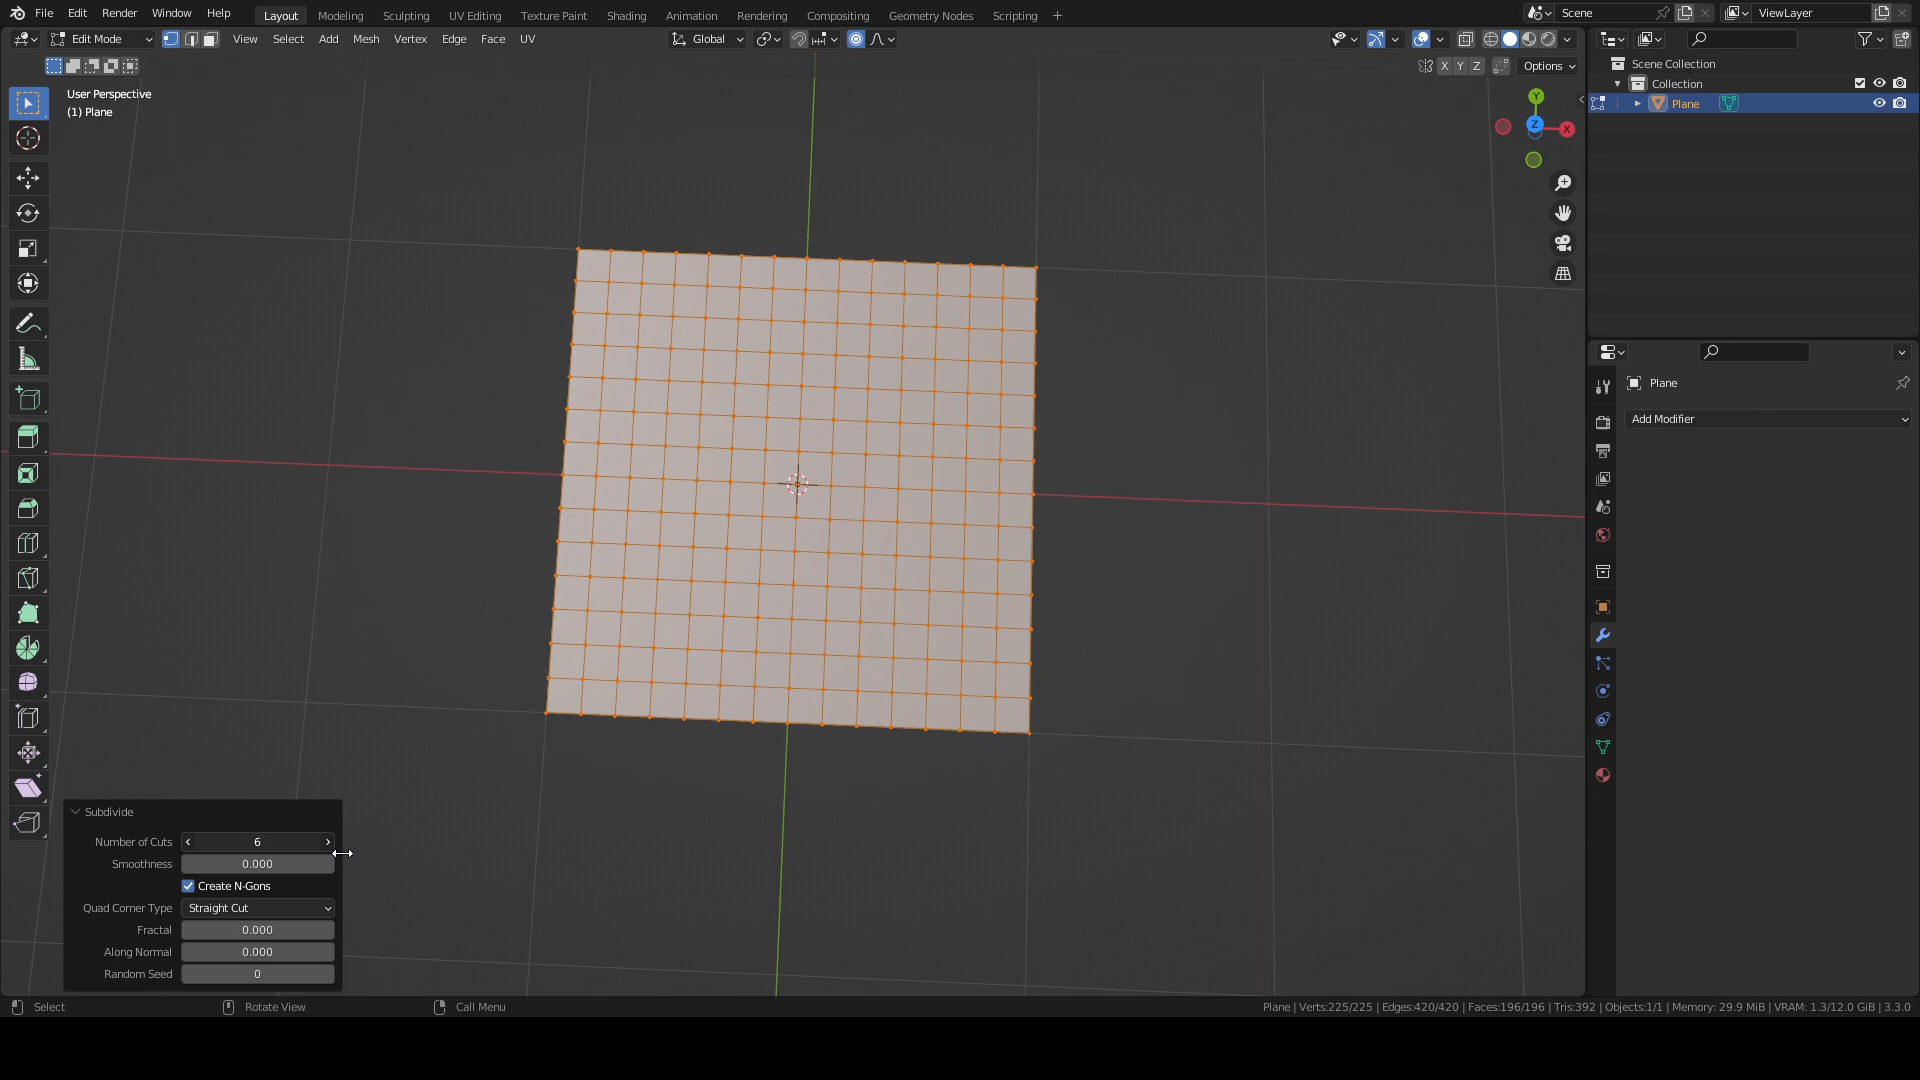 File Edit Render Window Help Layout Modeling Sculpting UV Editing Texture Paint Shading Animation Rendering Compositing Geometry Nodes Scripting + Scene ViewLayer
Edit Mode View Select Add Mesh Vertex Edge Face UV Global
X Y Z Options
User Perspective
(1) Plane
Y
Z
X
Scene Collection
Collection
Plane
Plane
Add Modifier
Subdivide
Number of Cuts 6
Smoothness 0.000
Create N-Gons
Quad Corner Type Straight Cut
Fractal 0.000
Along Normal 0.000
Random Seed 0
Select Rotate View Call Menu Plane | Verts:225/225 | Edges:420/420 | Faces:196/196 | Tris:392 | Objects:1/1 | Memory: 29.9 MiB | VRAM: 1.3/12.0 GiB | 3.3.0